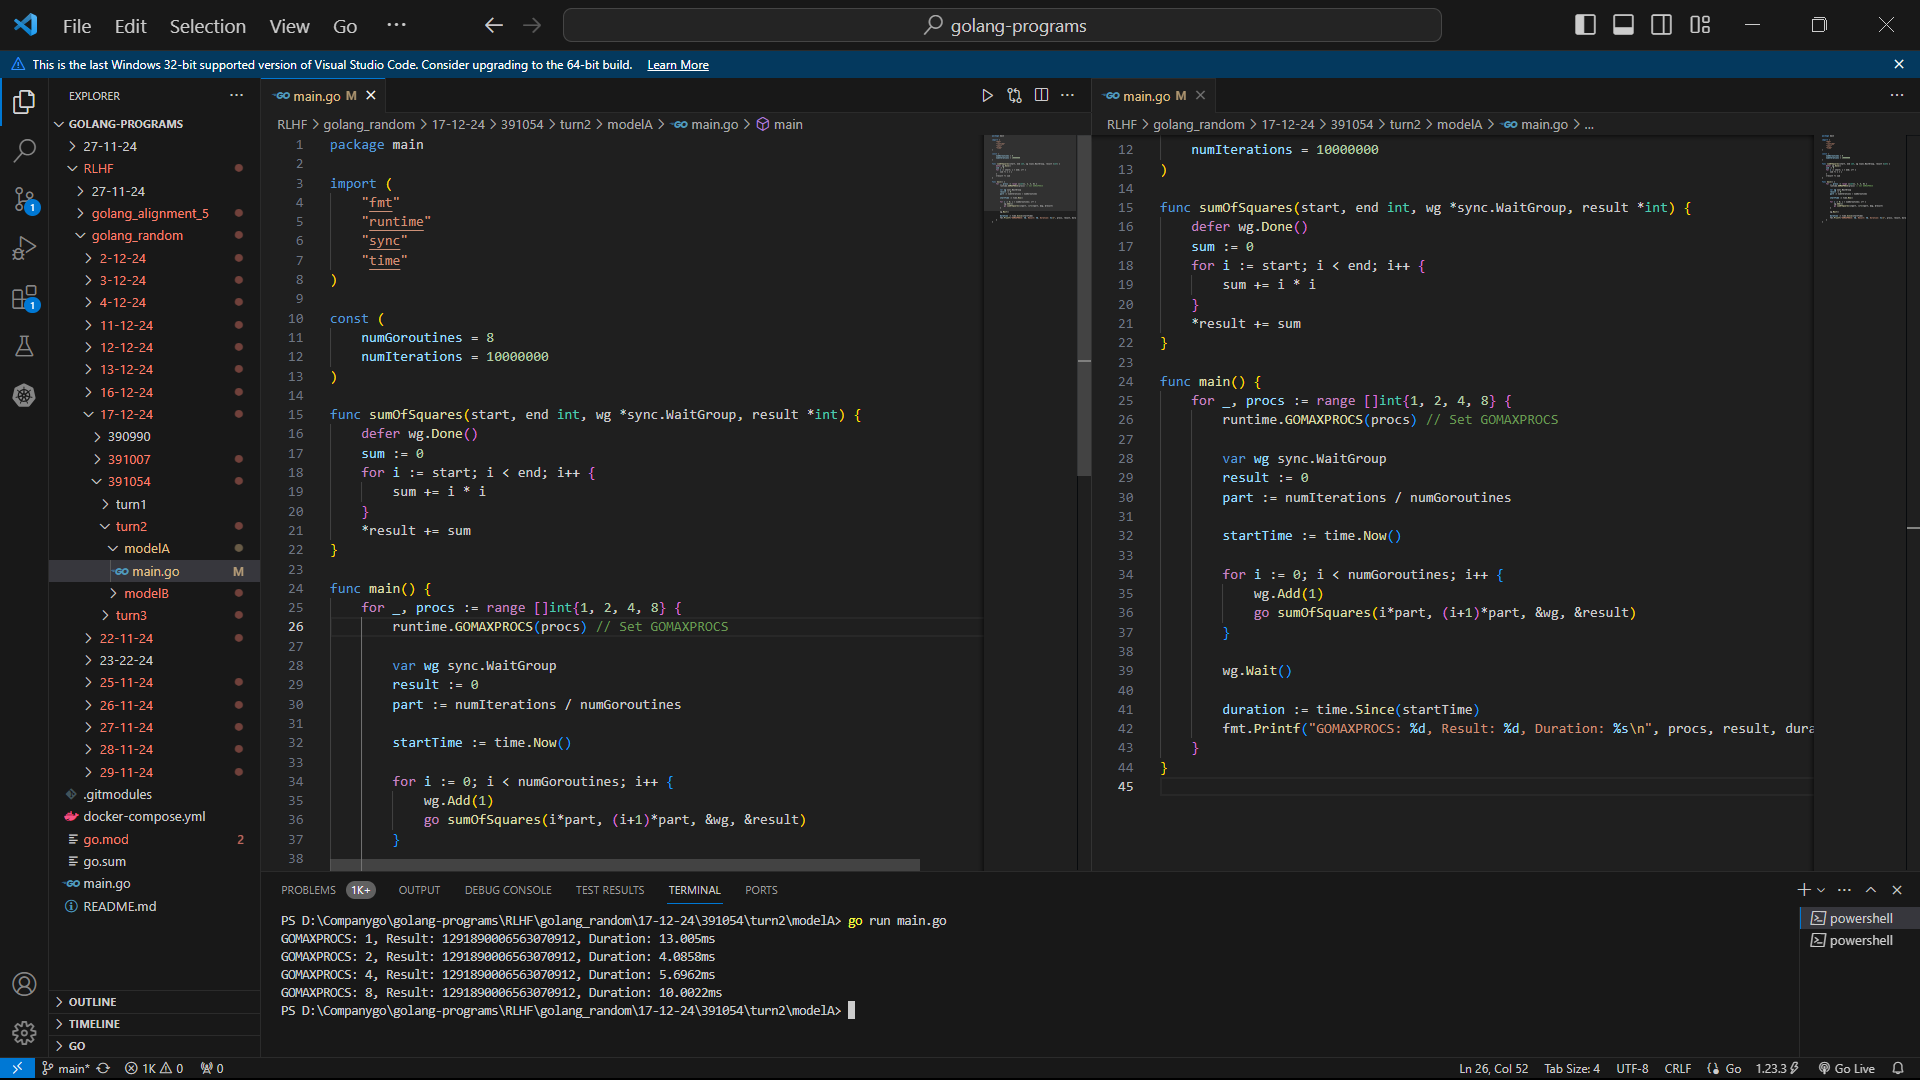 File Edit Selection View Go ···
golang-programs
This is the last Windows 32-bit supported version of Visual Studio Code. Consider upgrading to the 64-bit build. Learn More
EXPLORER
GOLANG-PROGRAMS
27-11-24
RLHF
27-11-24
golang_alignment_5
golang_random
2-12-24
3-12-24
4-12-24
11-12-24
12-12-24
13-12-24
16-12-24
17-12-24
390990
391007
391054
turn1
turn2
modelA
main.go M
modelB
turn3
22-11-24
23-22-24
25-11-24
26-11-24
27-11-24
28-11-24
29-11-24
.gitmodules
docker-compose.yml
go.mod 2
go.sum
main.go
README.md
OUTLINE
TIMELINE
GO
1
1
main.go M
RLHF > golang_random > 17-12-24 > 391054 > turn2 > modelA > main.go > main
1 package main
2
3 import (
4 "fmt"
5 "runtime"
6 "sync"
7 "time"
8 )
9
10 const (
11 numGoroutines = 8
12 numIterations = 10000000
13 )
14
15 func sumOfSquares(start, end int, wg *sync.WaitGroup, result *int) {
16 defer wg.Done()
17 sum := 0
18 for i := start; i < end; i++ {
19 sum += i * i
20 }
21 *result += sum
22 }
23
24 func main() {
25 for _, procs := range []int{1, 2, 4, 8} {
26 runtime.GOMAXPROCS(procs) // Set GOMAXPROCS
27
28 var wg sync.WaitGroup
29 result := 0
30 part := numIterations / numGoroutines
31
32 startTime := time.Now()
33
34 for i := 0; i < numGoroutines; i++ {
35 wg.Add(1)
36 go sumOfSquares(i*part, (i+1)*part, &wg, &result)
37 }
38
main.go M
RLHF > golang_random > 17-12-24 > 391054 > turn2 > modelA > main.go > ...
12 numIterations = 10000000
13 )
14
15 func sumOfSquares(start, end int, wg *sync.WaitGroup, result *int) {
16 defer wg.Done()
17 sum := 0
18 for i := start; i < end; i++ {
19 sum += i * i
20 }
21 *result += sum
22 }
23
24 func main() {
25 for _, procs := range []int{1, 2, 4, 8} {
26 runtime.GOMAXPROCS(procs) // Set GOMAXPROCS
27
28 var wg sync.WaitGroup
29 result := 0
30 part := numIterations / numGoroutines
31
32 startTime := time.Now()
33
34 for i := 0; i < numGoroutines; i++ {
35 wg.Add(1)
36 go sumOfSquares(i*part, (i+1)*part, &wg, &result)
37 }
38
39 wg.Wait()
40
41 duration := time.Since(startTime)
42 fmt.Printf("GOMAXPROCS: %d, Result: %d, Duration: %s\n", procs, result, dura
43 }
44 }
45
PROBLEMS 1K+ OUTPUT DEBUG CONSOLE TEST RESULTS TERMINAL PORTS
PS D:\Companygo\golang-programs\RLHF\golang_random\17-12-24\391054\turn2\modelA> go run main.go
GOMAXPROCS: 1, Result: 1291890006563070912, Duration: 13.005ms
GOMAXPROCS: 2, Result: 1291890006563070912, Duration: 4.0858ms
GOMAXPROCS: 4, Result: 1291890006563070912, Duration: 5.6962ms
GOMAXPROCS: 8, Result: 1291890006563070912, Duration: 10.0022ms
PS D:\Companygo\golang-programs\RLHF\golang_random\17-12-24\391054\turn2\modelA>
powershell
powershell
main* 1K 0 0 Ln 26, Col 52 Tab Size: 4 UTF-8 CRLF Go 1.23.3 Go Live